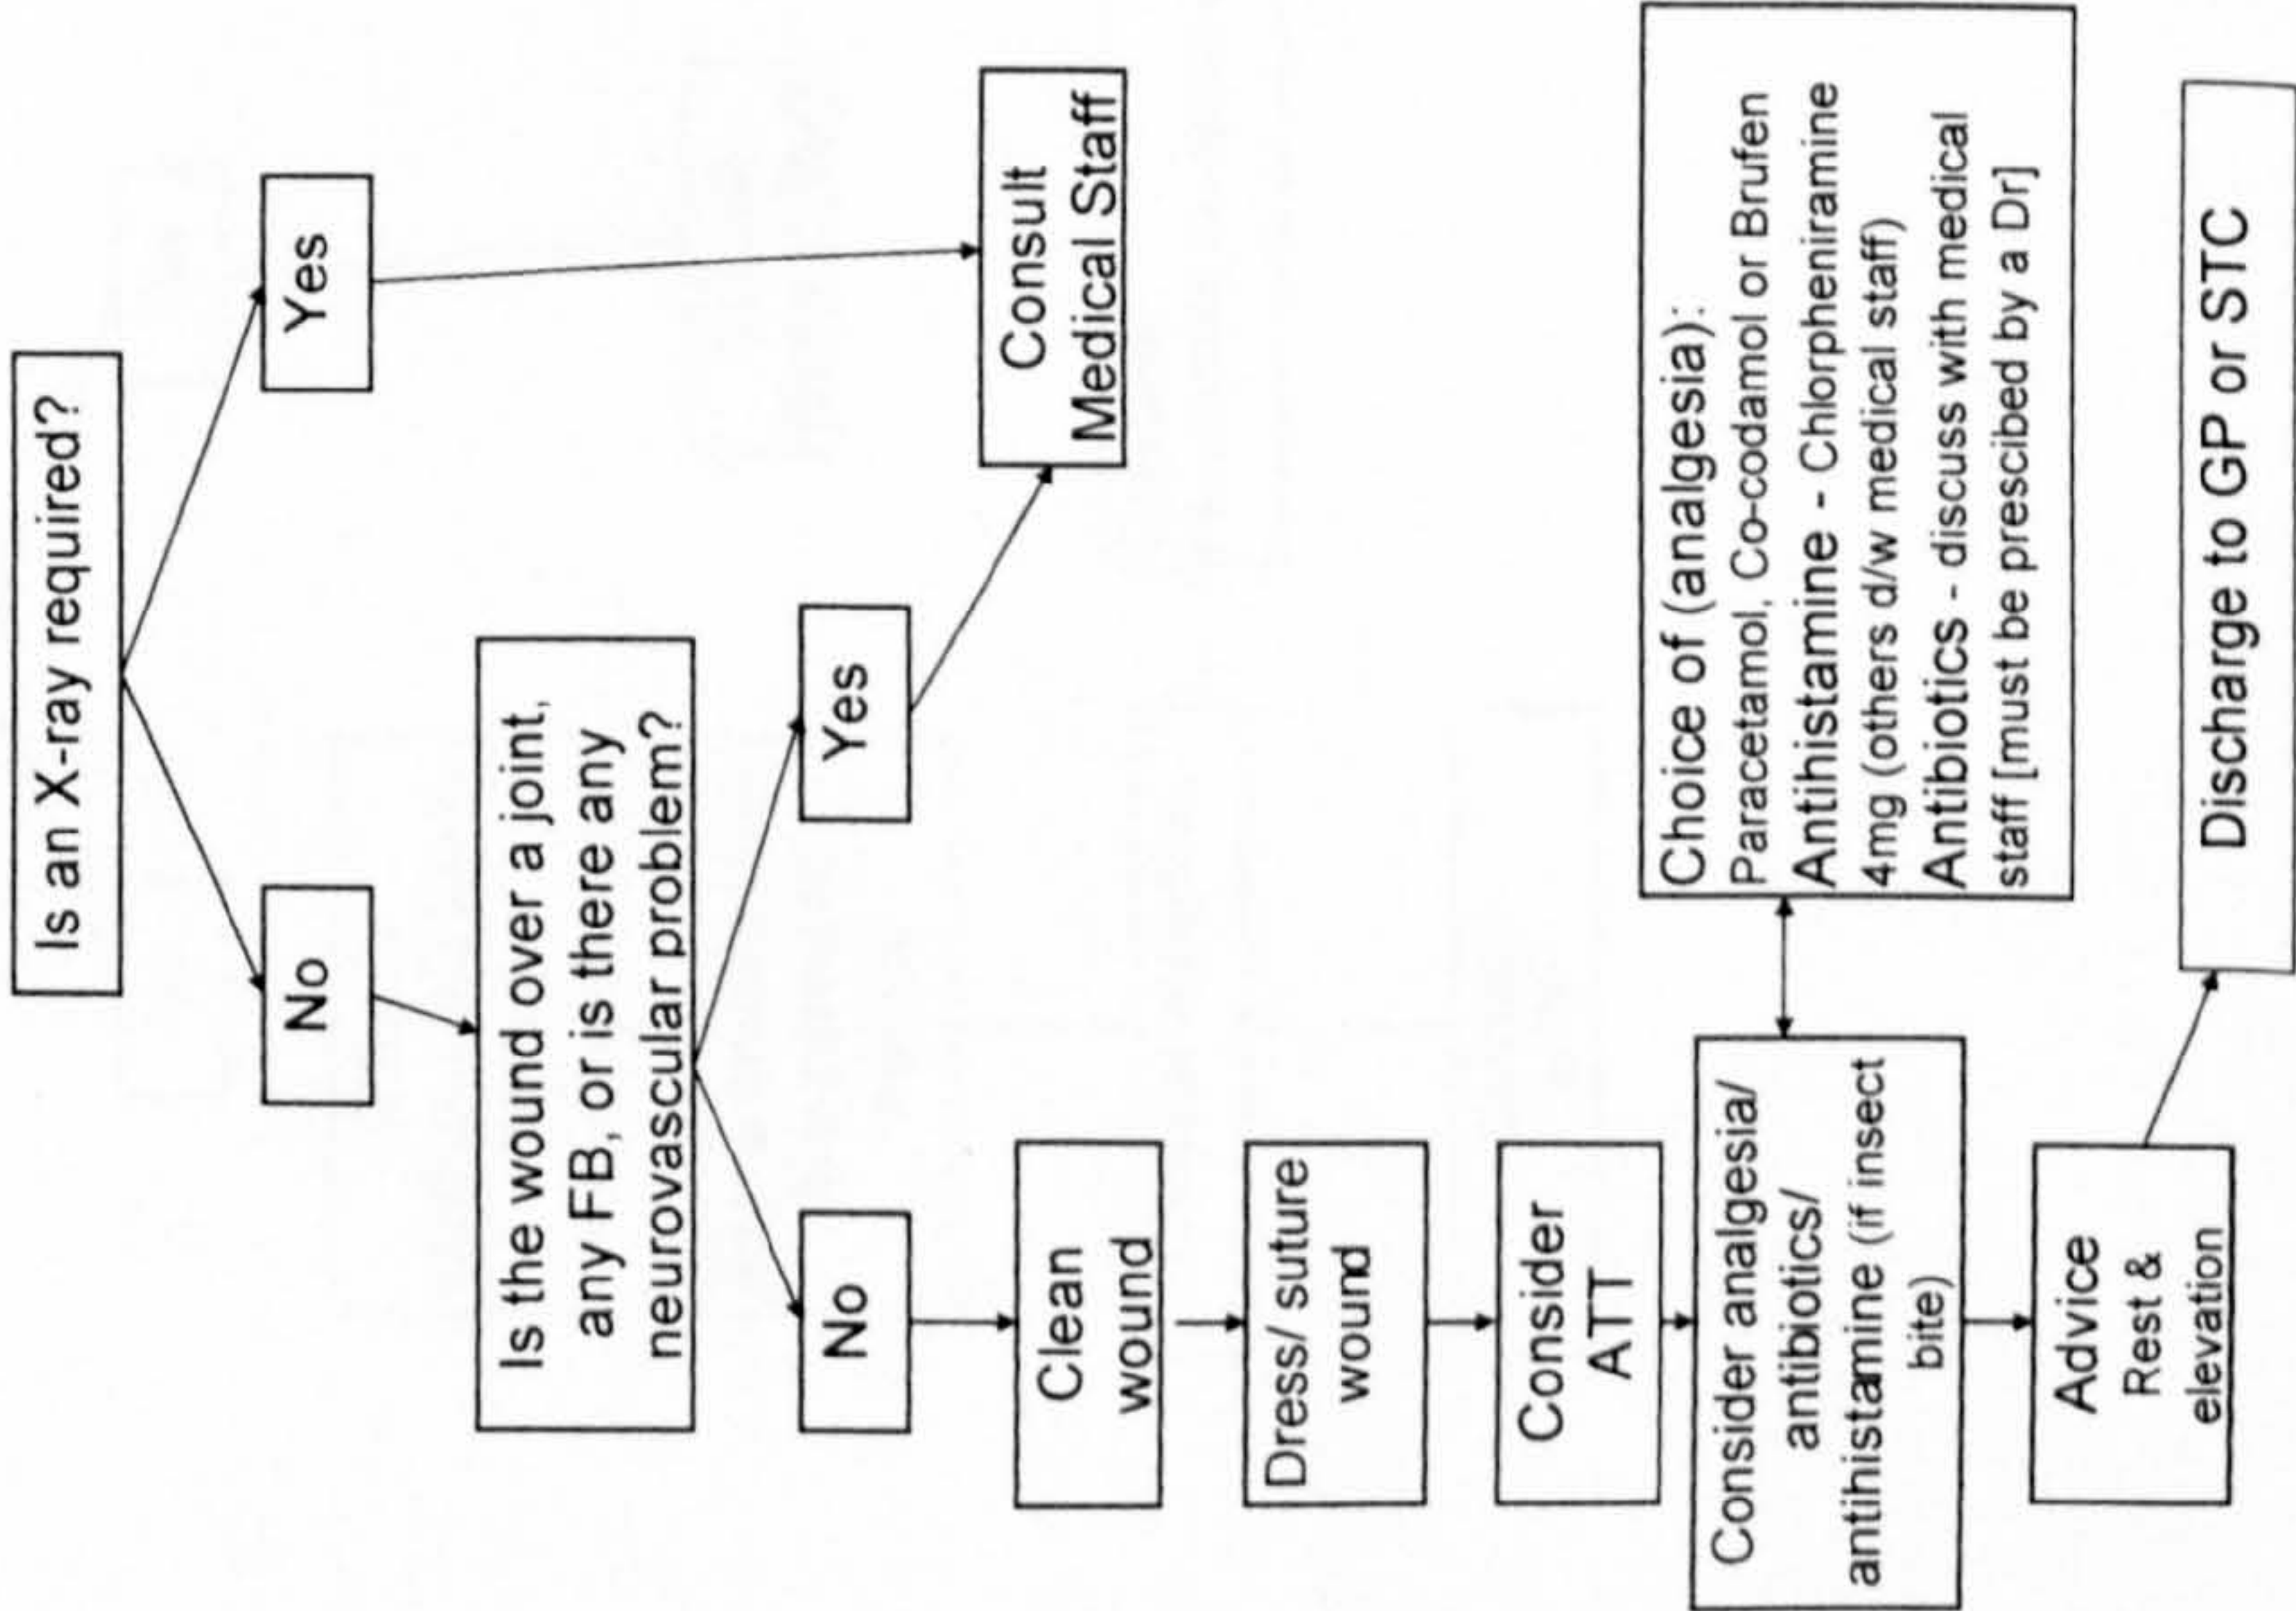 Is an X-ray required?
No
Yes
Is the wound over a joint,
any FB, or is there any
neurovascular problem?
No
Yes
Consult
Medical Staff
Clean
wound
Dress/ suture
wound
Consider
ATT
Consider analgesia/
antibiotics/
antihistamine (if insect
bite)
Choice of (analgesia):
Paracetamol, Co-codamol or Brufen
Antihistamine - Chlorpheniramine
4mg (others d/w medical staff)
Antibiotics - discuss with medical
staff [must be prescibed by a Dr]
Advice
Rest &
elevation
Discharge to GP or STC